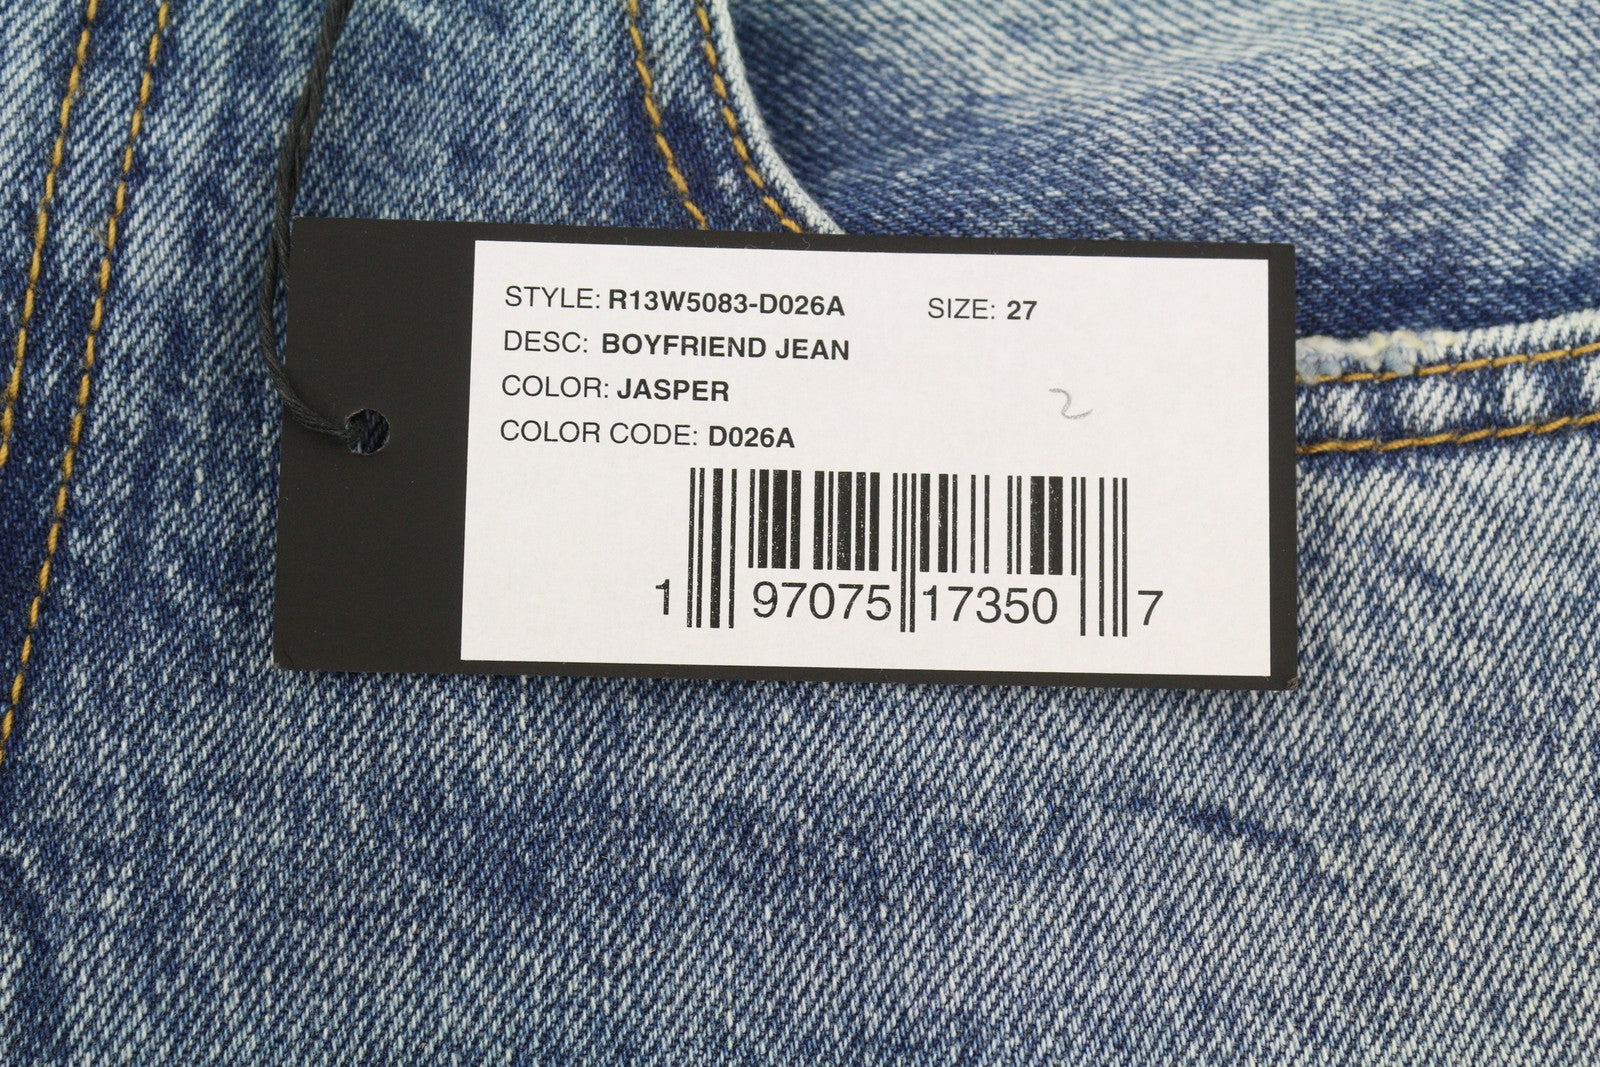 STYLE: R13W5083-D026A SIZE: 27
DESC: BOYFRIEND JEAN
COLOR: JASPER
2
COLOR CODE: D026A
1 97075 17350 7